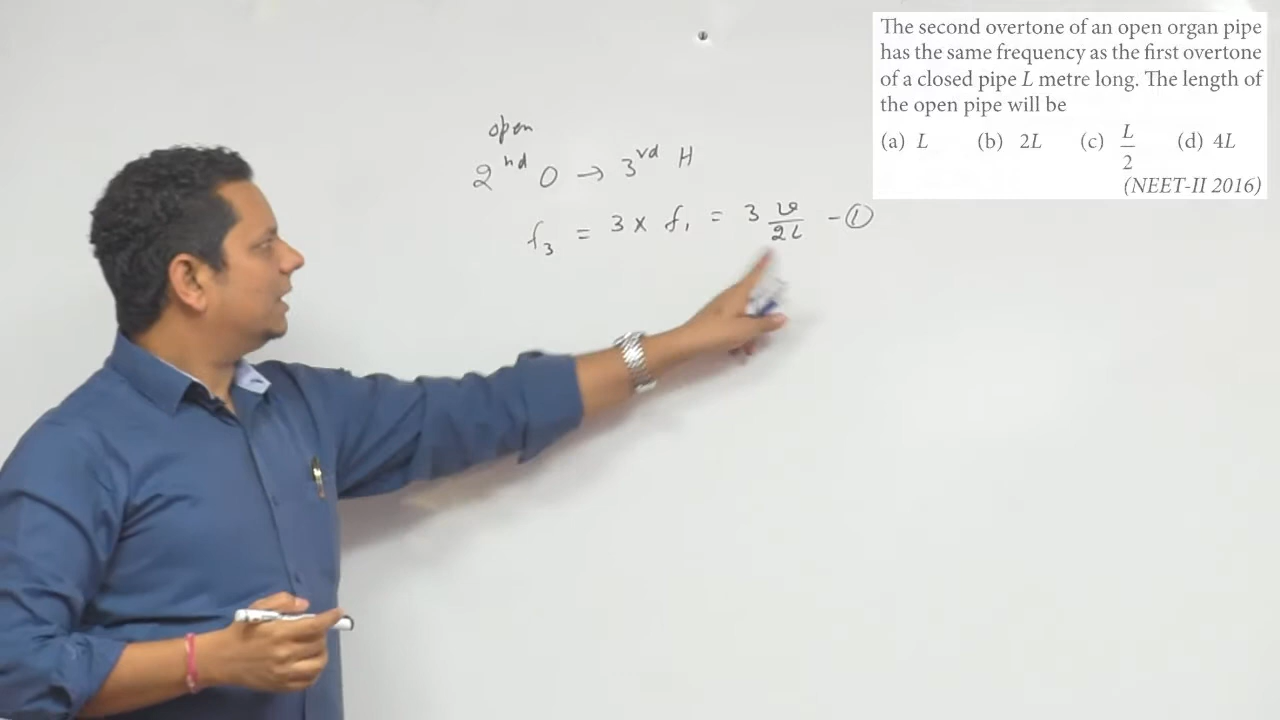 The second overtone of an open organ pipe
has the same frequency as the first overtone
of a closed pipe L metre long. The length of
the open pipe will be
(a) L (b) 2L (c) L/2 (d) 4L
(NEET-II 2016)
open
2nd O → 3rd H
f₃ = 3 x f₁ = 3 v/2L - ①